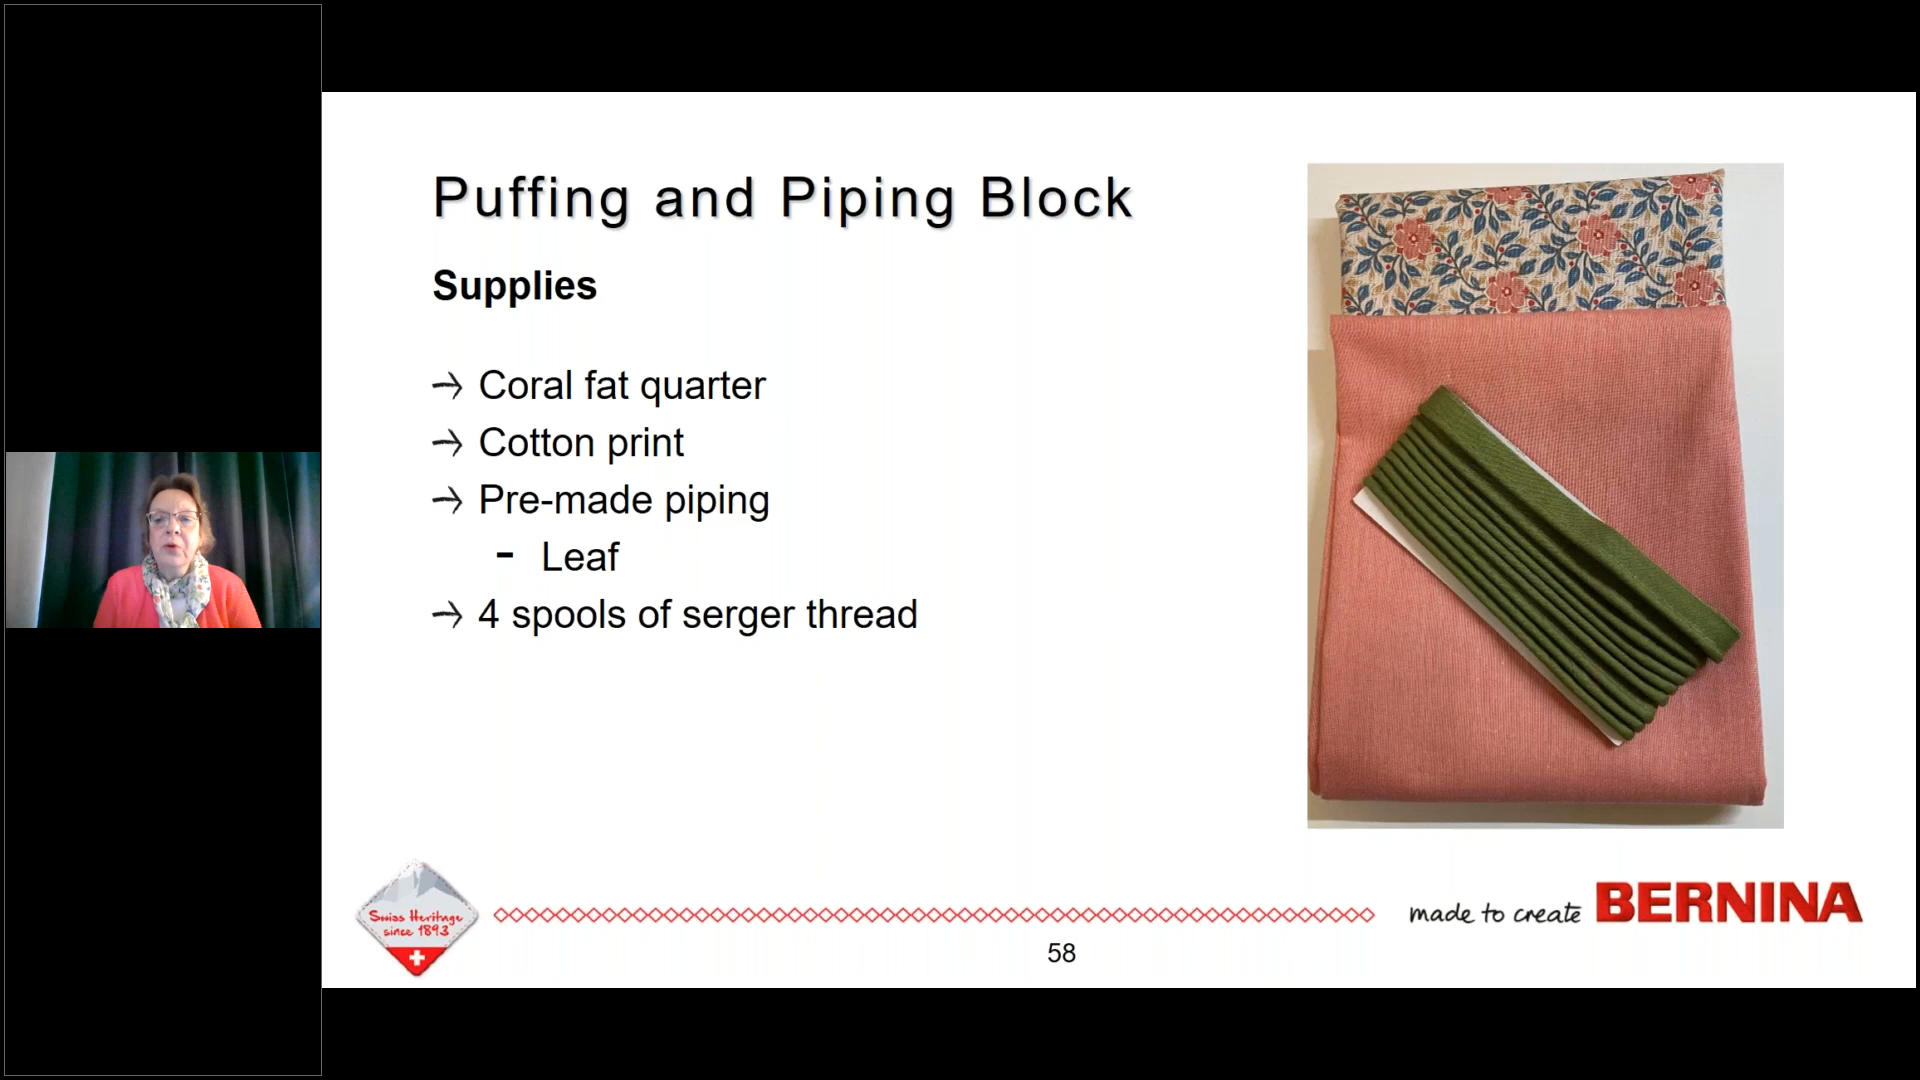 Puffing and Piping Block
Supplies
→ Coral fat quarter
→ Cotton print
→ Pre-made piping
- Leaf
→ 4 spools of serger thread
Swiss Heritage
since 1893
made to create BERNINA
58